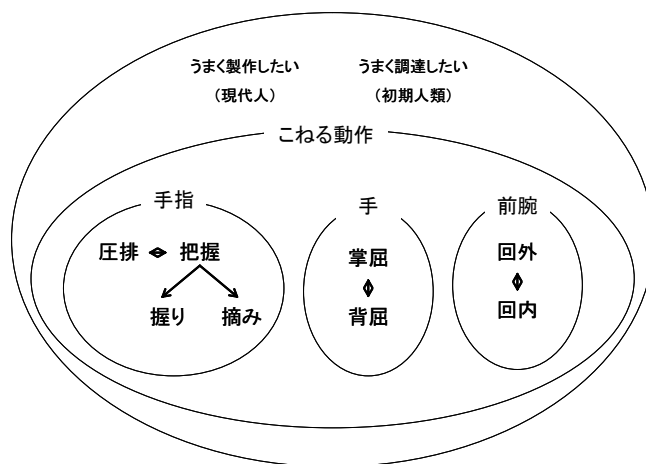 うまく製作したい うまく調達したい
（現代人） （初期人類）
こねる動作
手指 手 前腕
圧排 把握 掌屈 回外
握り 摘み 背屈 回内